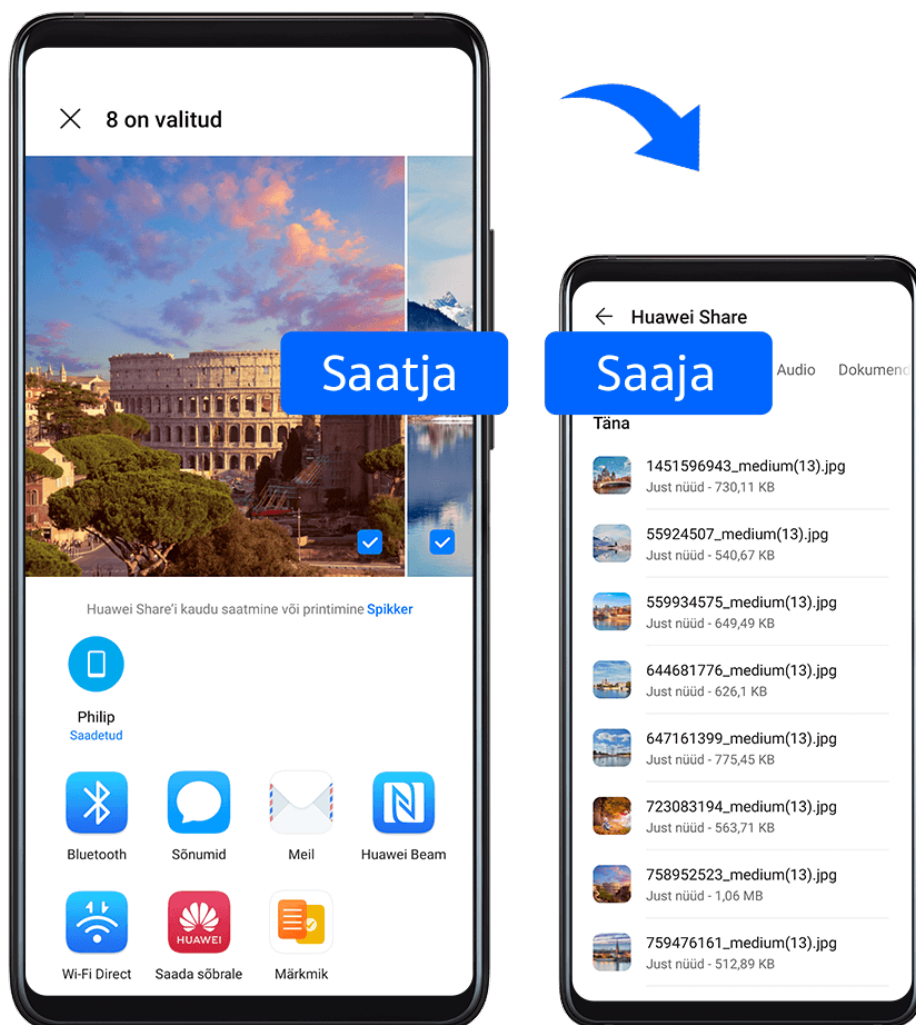 8 on valitud
Saatja
Huawei Share'i kaudu saatmine või printimine Spikker
Philip
Saadetud
Bluetooth
Sõnumid
Meil
Huawei Beam
HUAWEI
Wi-Fi Direct
Saada sõbrale
Märkmik
Huawei Share
Saaja
Audio
Dokumend
Täna
1451596943_medium(13).jpg
Just nüüd - 730,11 KB
55924507_medium(13).jpg
Just nüüd - 540,67 KB
559934575_medium(13).jpg
Just nüüd - 649,49 KB
644681776_medium(13).jpg
Just nüüd - 626,1 KB
647161399_medium(13).jpg
Just nüüd - 775,45 KB
723083194_medium(13).jpg
Just nüüd - 563,71 KB
758952523_medium(13).jpg
Just nüüd - 1,06 MB
759476161_medium(13).jpg
Just nüüd - 512,89 KB